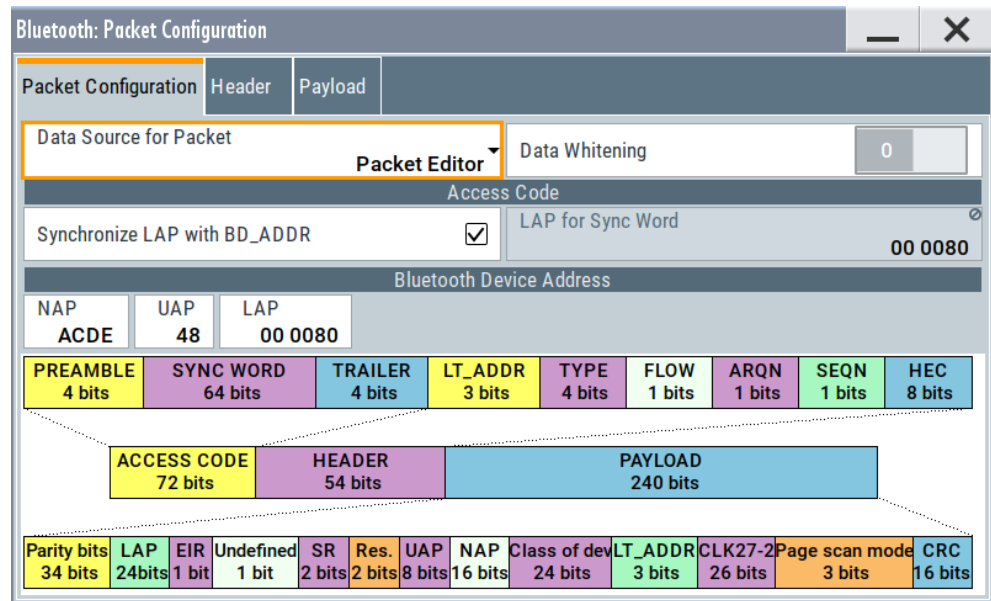 Bluetooth: Packet Configuration
Packet Configuration Header Payload
Data Source for Packet
Packet Editor
Data Whitening
0
Access Code
Synchronize LAP with BD_ADDR
LAP for Sync Word
00 0080
Bluetooth Device Address
NAP UAP LAP
ACDE 48 00 0080
PREAMBLE SYNC WORD TRAILER LT_ADDR TYPE FLOW ARQN SEQN HEC
4 bits 64 bits 4 bits 3 bits 4 bits 1 bits 1 bits 1 bits 8 bits
ACCESS CODE HEADER PAYLOAD
72 bits 54 bits 240 bits
Parity bits LAP EIR Undefined SR Res. UAP NAP Class of dev LT_ADDR CLK27-2 Page scan mode CRC
34 bits 24bits 1 bit 1 bit 2 bits 2 bits 8 bits 16 bits 24 bits 3 bits 26 bits 3 bits 16 bits